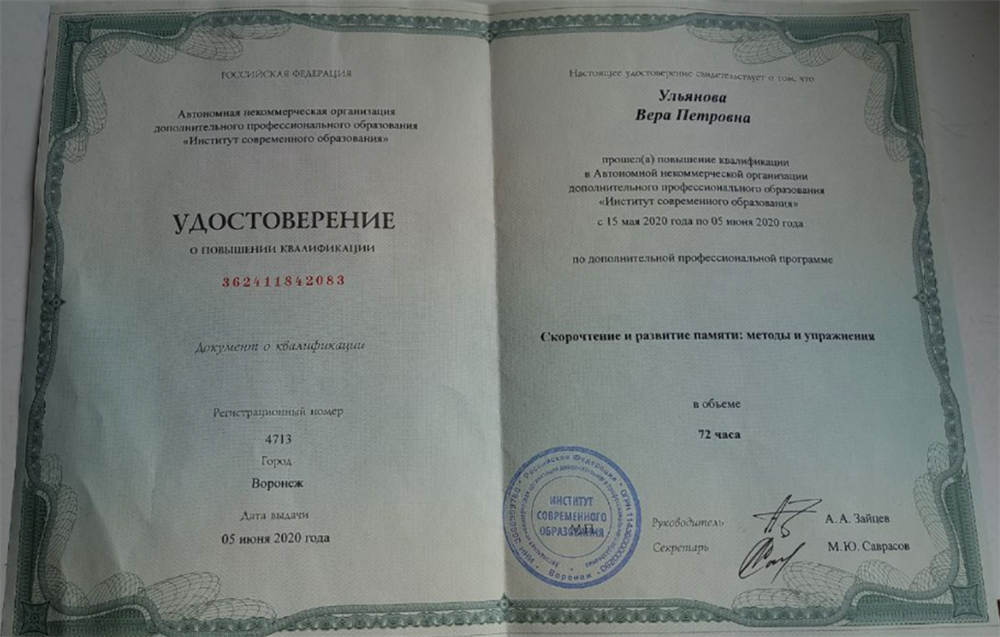 РОССИЙСКАЯ ФЕДЕРАЦИЯ
Автономная некоммерческая организация
дополнительного профессионального образования
«Институт современного образования»
УДОСТОВЕРЕНИЕ
О ПОВЫШЕНИИ КВАЛИФИКАЦИИ
362411842083
Документ о квалификации
Регистрационный номер
4713
Город
Воронеж
Дата выдачи
05 июня 2020 года
Настоящее удостоверение свидетельствует о том, что
Ульянова
Вера Петровна
прошел(а) повышение квалификации
в Автономной некоммерческой организации
дополнительного профессионального образования
«Институт современного образования»
с 15 мая 2020 года по 05 июня 2020 года
по дополнительной профессиональной программе
Скорочтение и развитие памяти: методы и упражнения
в объеме
72 часа
Российская Федерация
ИНСТИТУТ
СОВРЕМЕННОГО
ОБРАЗОВАНИЯ
М.П.
Воронеж
Руководитель
А. А. Зайцев
Секретарь
М.Ю. Саврасов